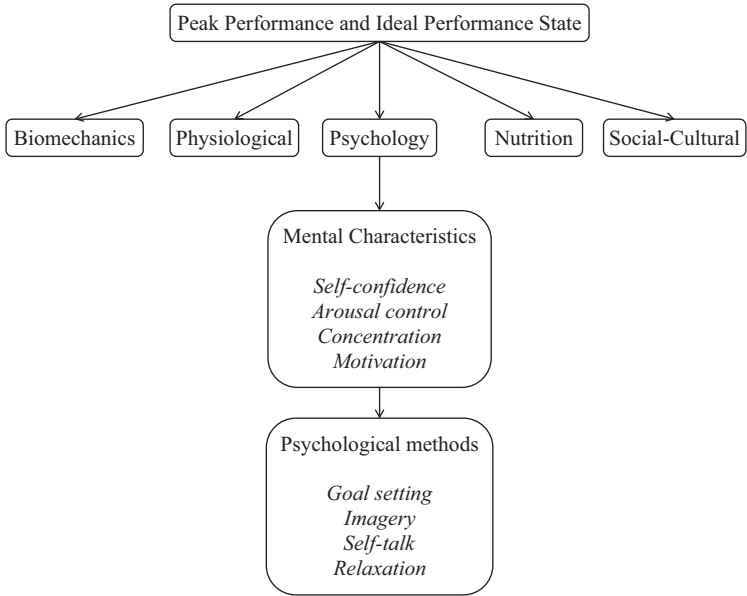 Peak Performance and Ideal Performance State
Biomechanics
Physiological
Psychology
Nutrition
Social-Cultural
Mental Characteristics
Self-confidence
Arousal control
Concentration
Motivation
Psychological methods
Goal setting
Imagery
Self-talk
Relaxation